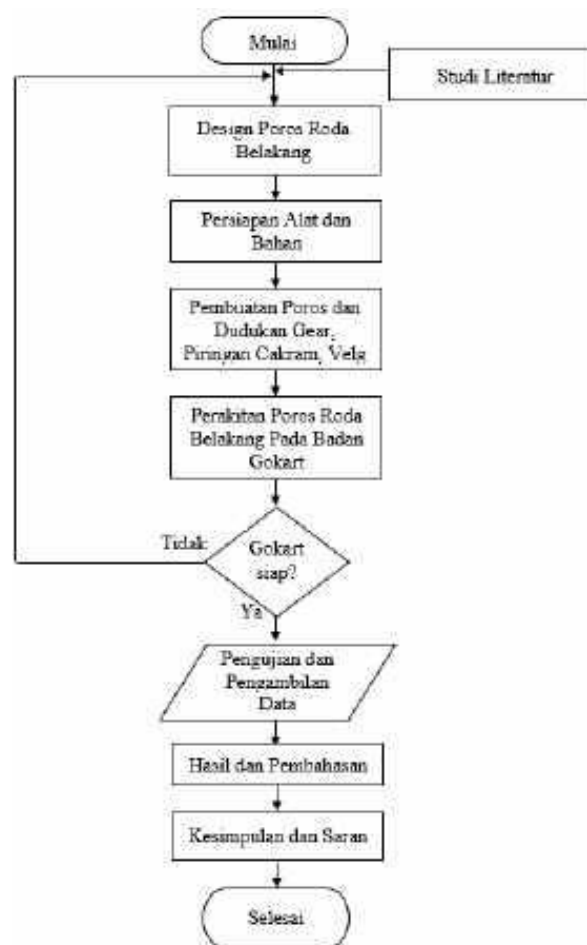 Mulai
Studi Literatur
Design Poros Roda
Belakang
Persiapan Alat dan
Bahan
Pembuatan Poros dan
Dudukan Gear,
Piringan Cakram, Velg
Perakitan Poros Roda
Belakang Pada Badan
Gokart
Tidak
Gokart
siap?
Ya
Pengujian dan
Pengambilan
Data
Hasil dan Pembahasan
Kesimpulan dan Saran
Selesai